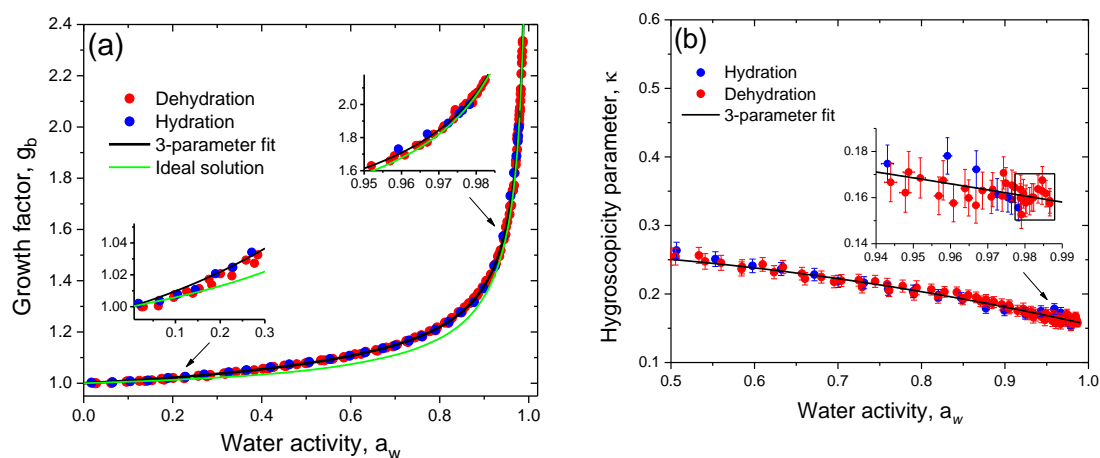 (a)
Dehydration
Hydration
3-parameter fit
Ideal solution
Growth factor, g_b
2.4
2.2
2.0
1.8
1.6
1.4
1.2
1.0
0.0 0.2 0.4 0.6 0.8 1.0
Water activity, a_w
2.0
1.8
1.6
0.95 0.96 0.97 0.98
1.04
1.02
1.00
0.1 0.2 0.3
(b)
Hydration
Dehydration
3-parameter fit
Hygroscopicity parameter, κ
0.6
0.5
0.4
0.3
0.2
0.1
0.5 0.6 0.7 0.8 0.9 1.0
Water activity, a_w
0.18
0.16
0.14
0.94 0.95 0.96 0.97 0.98 0.99